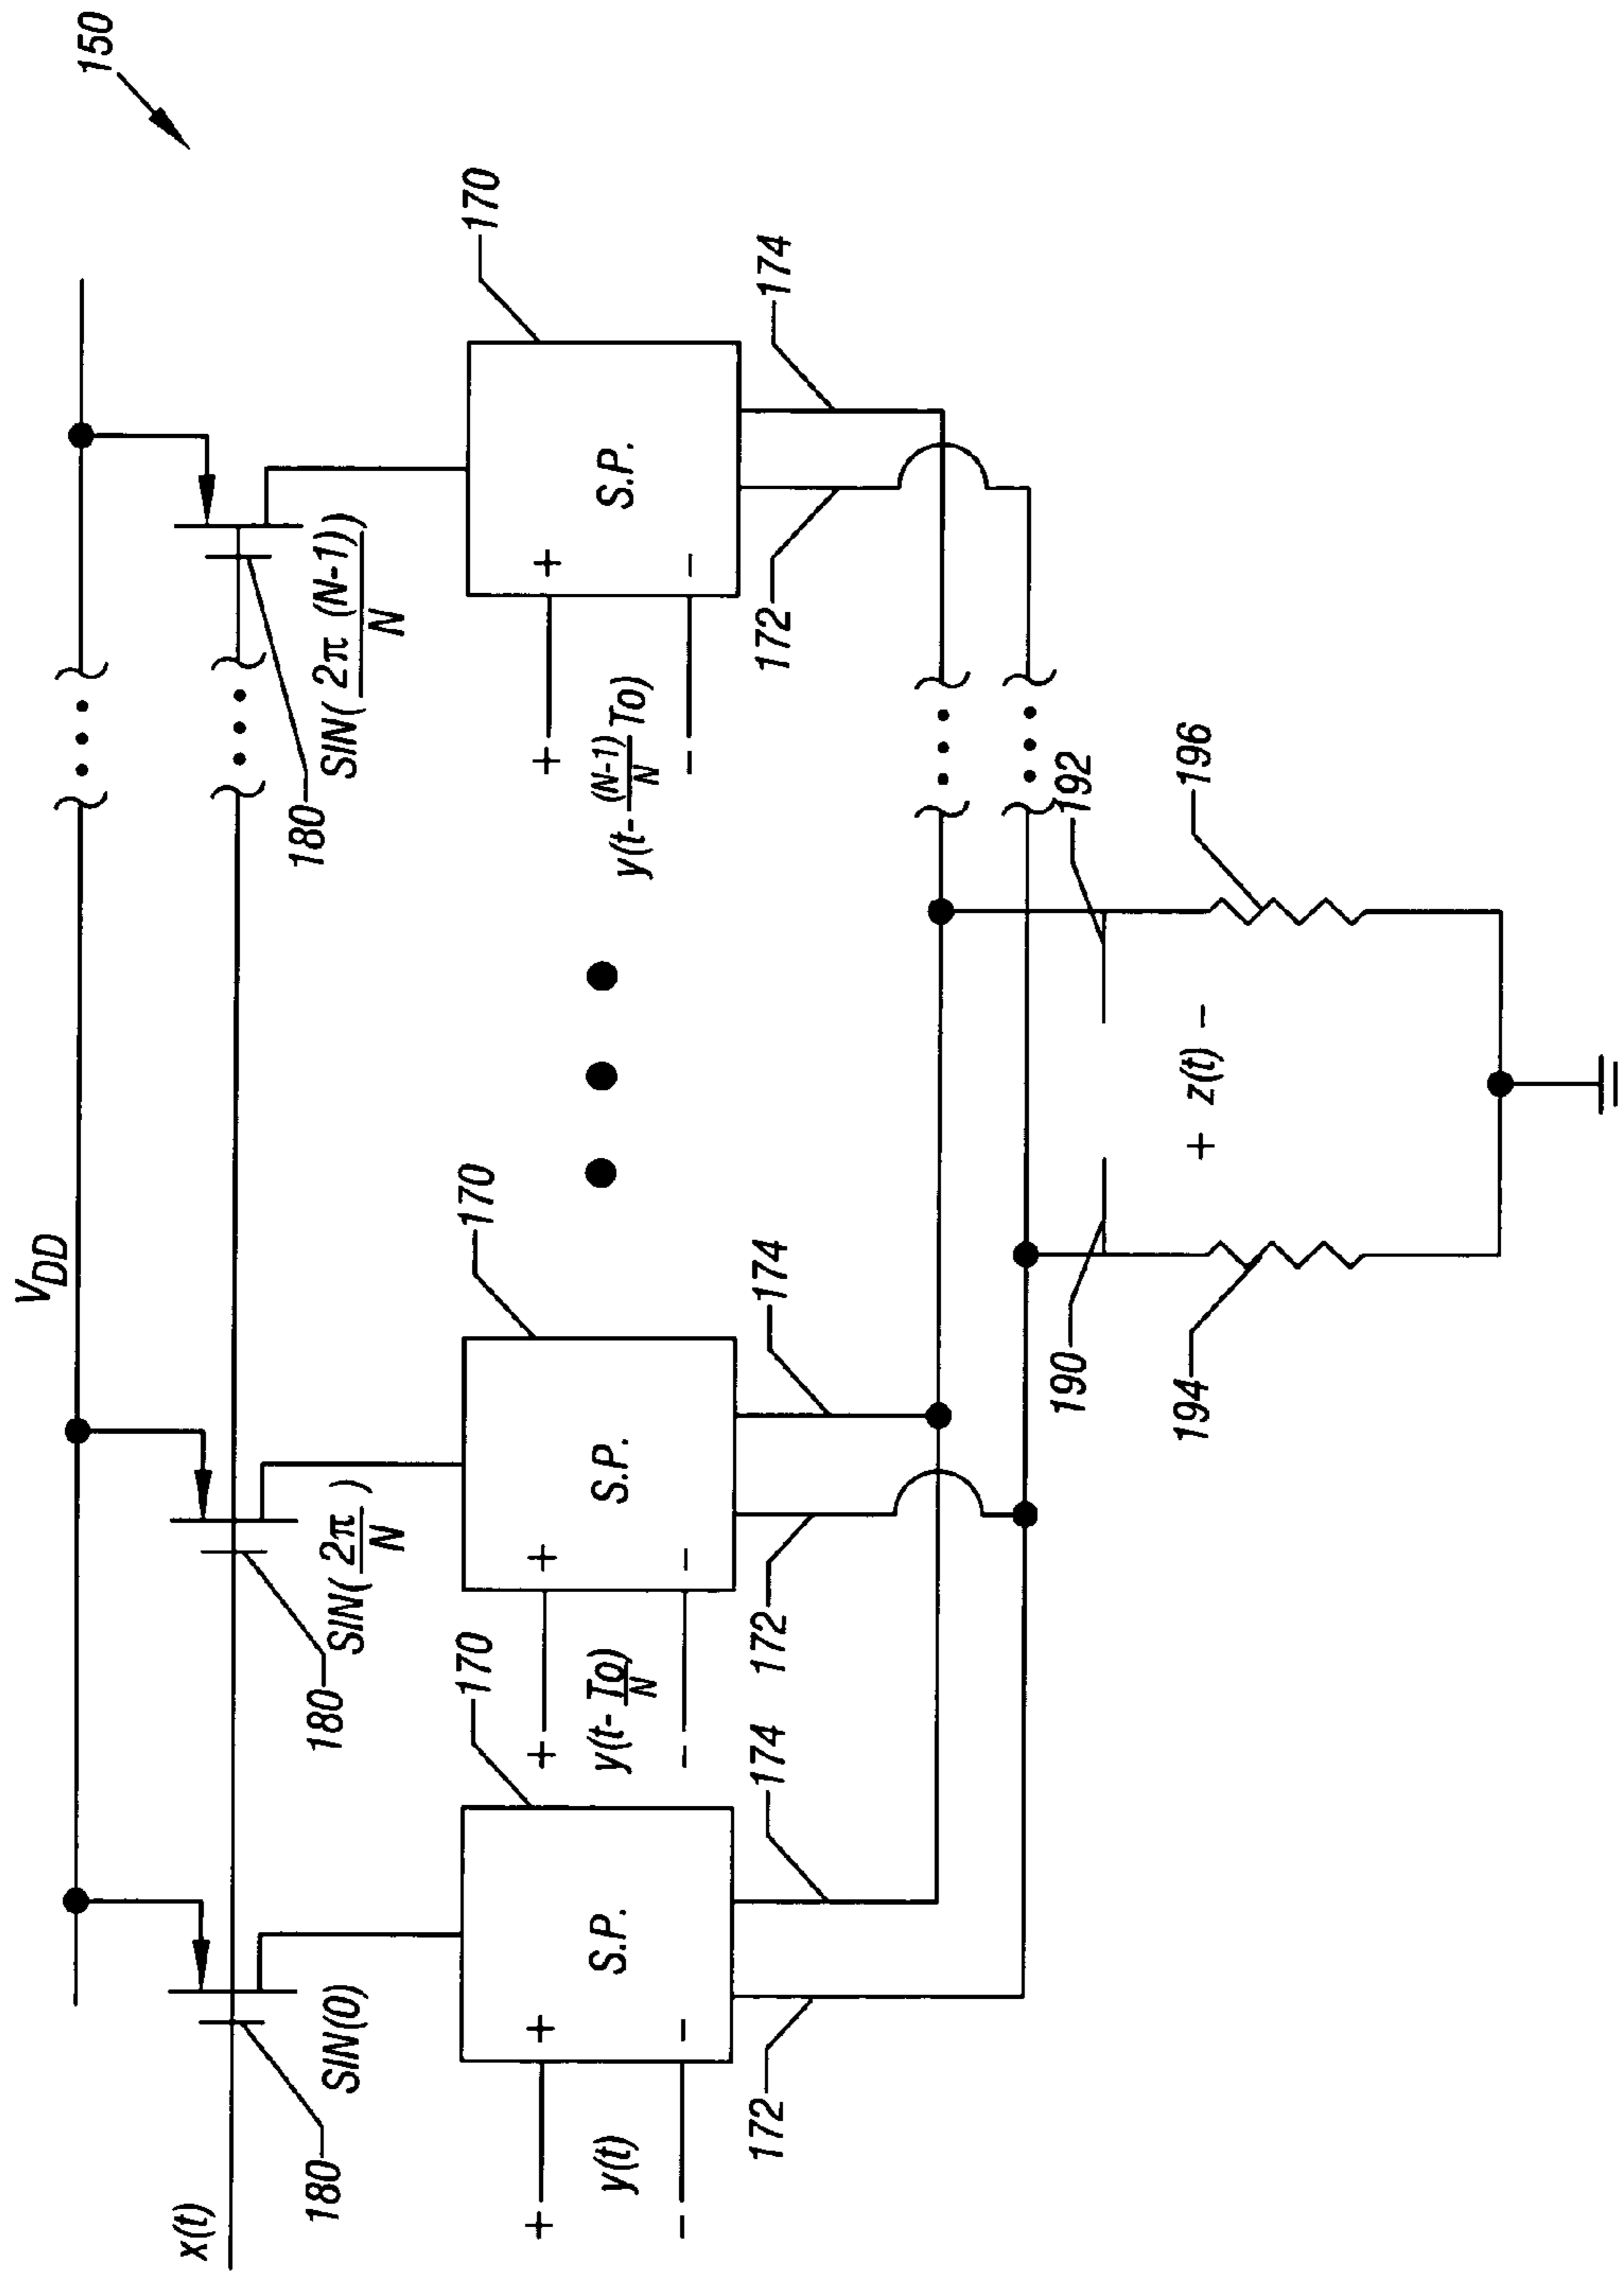 150
V_DD
x(t)
180
SIN(0)
180
SIN(2π/N)
180
SIN(2π (N-1)/N)
170
170
170
+
y(t)
-
+
-
S.P.
+
y(t-To/N)
-
+
-
S.P.
+
y(t-(N-1)/N To)
-
+
-
S.P.
172
174
172
174
172
174
190
192
+ z(t) -
194
196